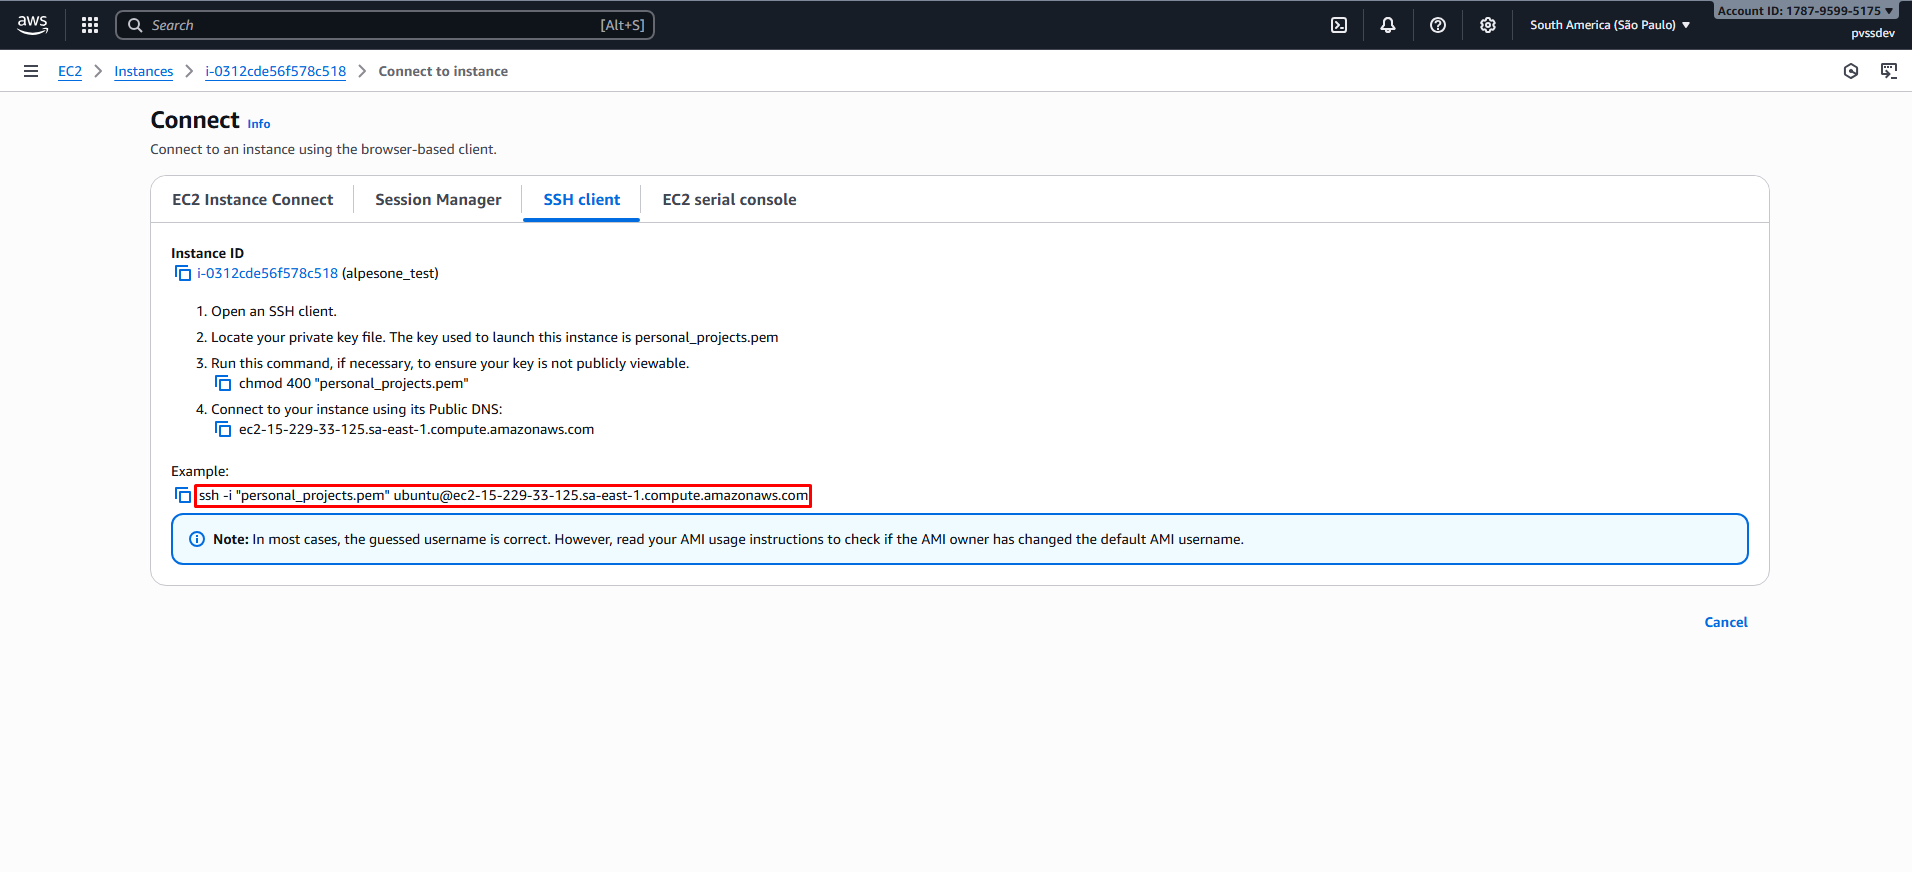 aws
Search
[Alt+S]
South America (São Paulo)
Account ID: 1787-9599-5175
pvssdev
EC2
Instances
i-0312cde56f578c518
Connect to instance
Connect Info
Connect to an instance using the browser-based client.
EC2 Instance Connect
Session Manager
SSH client
EC2 serial console
Instance ID
i-0312cde56f578c518 (alpesone_test)
1. Open an SSH client.
2. Locate your private key file. The key used to launch this instance is personal_projects.pem
3. Run this command, if necessary, to ensure your key is not publicly viewable.
chmod 400 "personal_projects.pem"
4. Connect to your instance using its Public DNS:
ec2-15-229-33-125.sa-east-1.compute.amazonaws.com
Example:
ssh -i "personal_projects.pem" ubuntu@ec2-15-229-33-125.sa-east-1.compute.amazonaws.com
Note: In most cases, the guessed username is correct. However, read your AMI usage instructions to check if the AMI owner has changed the default AMI username.
Cancel